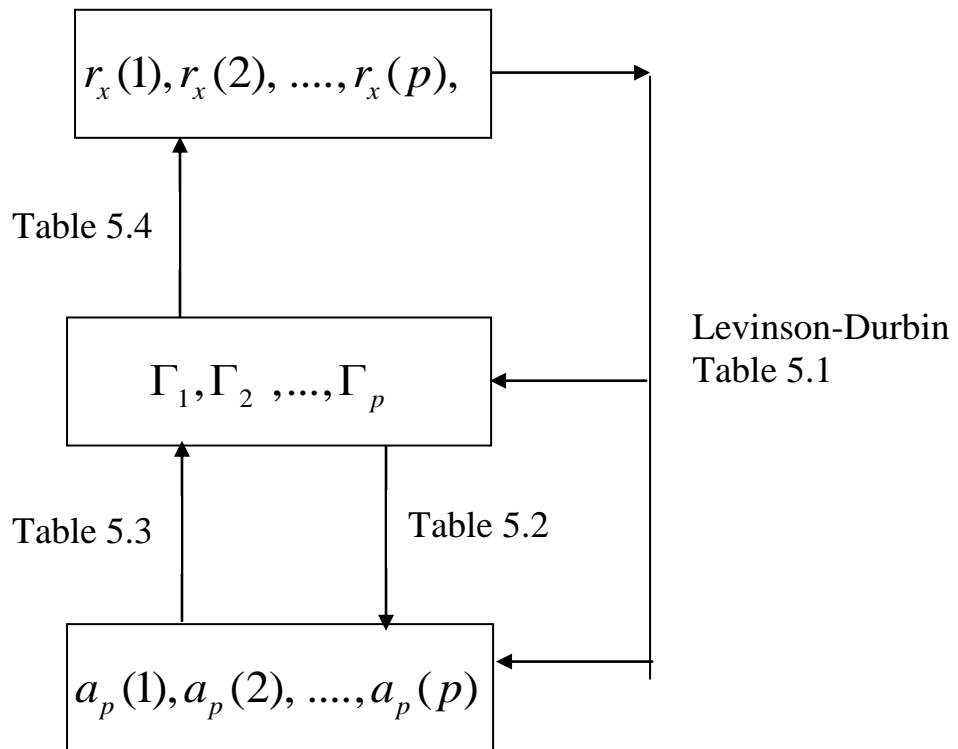 r_x(1), r_x(2), ...., r_x(p),
Table 5.4
Levinson-Durbin
Table 5.1
Γ_1, Γ_2 ,..., Γ_p
Table 5.3
Table 5.2
a_p(1), a_p(2), ...., a_p(p)